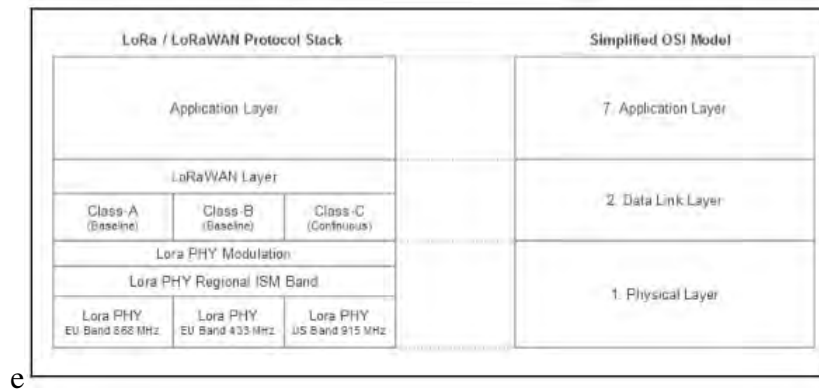 LoRa / LoRaWAN Protocol Stack
Simplified OSI Model
Application Layer
7. Application Layer
LoRaWAN Layer
Class-A
(Baseline)
Class-B
(Baseline)
Class-C
(Continuous)
2. Data Link Layer
Lora PHY Modulation
Lora PHY Regional ISM Band
Lora PHY
EU Band 868 MHz
Lora PHY
EU Band 433 MHz
Lora PHY
US Band 915 MHz
1. Physical Layer
e